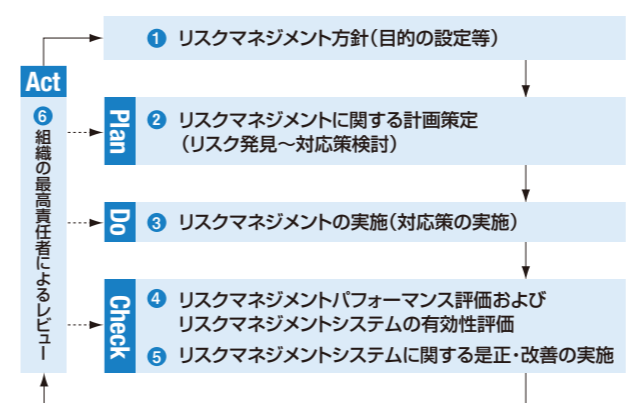 ❶ リスクマネジメント方針(目的の設定等)
Act
❻ 組織の最高責任者によるレビュー
Plan
❷ リスクマネジメントに関する計画策定
(リスク発見～対応策検討)
Do
❸ リスクマネジメントの実施(対応策の実施)
Check
❹ リスクマネジメントパフォーマンス評価および
リスクマネジメントシステムの有効性評価
❺ リスクマネジメントシステムに関する是正・改善の実施